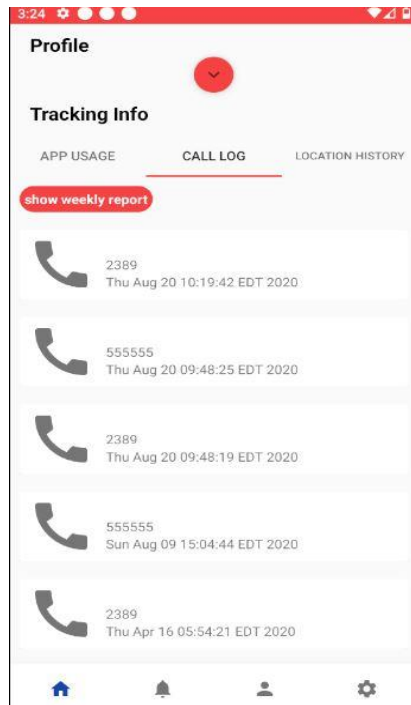 3:24
Profile
Tracking Info
APP USAGE CALL LOG LOCATION HISTORY
show weekly report
2389
Thu Aug 20 10:19:42 EDT 2020
555555
Thu Aug 20 09:48:25 EDT 2020
2389
Thu Aug 20 09:48:19 EDT 2020
555555
Sun Aug 09 15:04:44 EDT 2020
2389
Thu Apr 16 05:54:21 EDT 2020